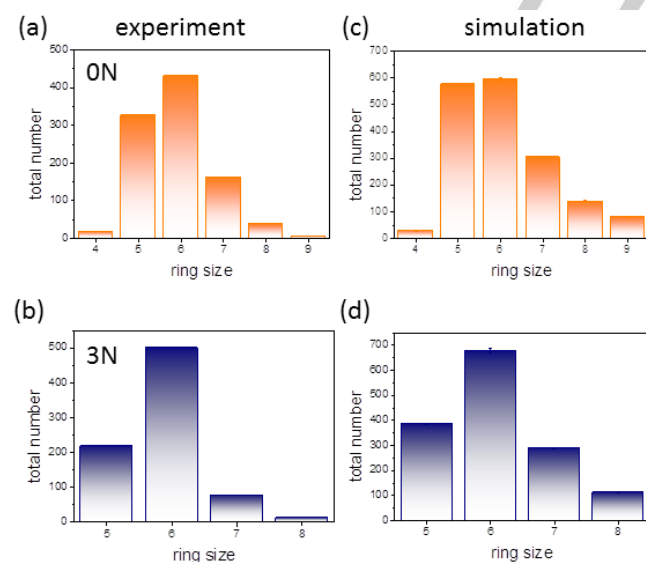 (a) experiment
500
400
300
200
100
0
total number
0N
4 5 6 7 8 9
ring size
(c) simulation
700
600
500
400
300
200
100
0
total number
4 5 6 7 8 9
ring size
(b)
500
400
300
200
100
0
total number
3N
5 6 7 8
ring size
(d)
700
600
500
400
300
200
100
0
total number
5 6 7 8
ring size